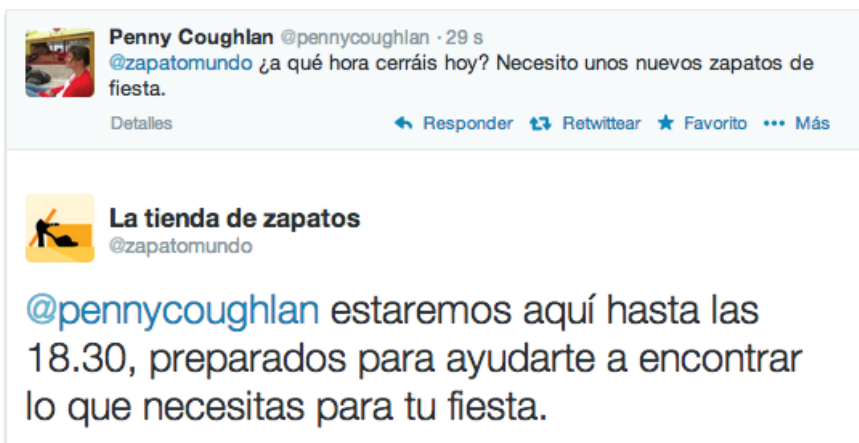 Penny Coughlan @pennycoughlan · 29 s
@zapatomundo ¿a qué hora cerráis hoy? Necesito unos nuevos zapatos de
fiesta.
Detalles Responder Retwittear Favorito Más
La tienda de zapatos
@zapatomundo
@pennycoughlan estaremos aquí hasta las
18.30, preparados para ayudarte a encontrar
lo que necesitas para tu fiesta.